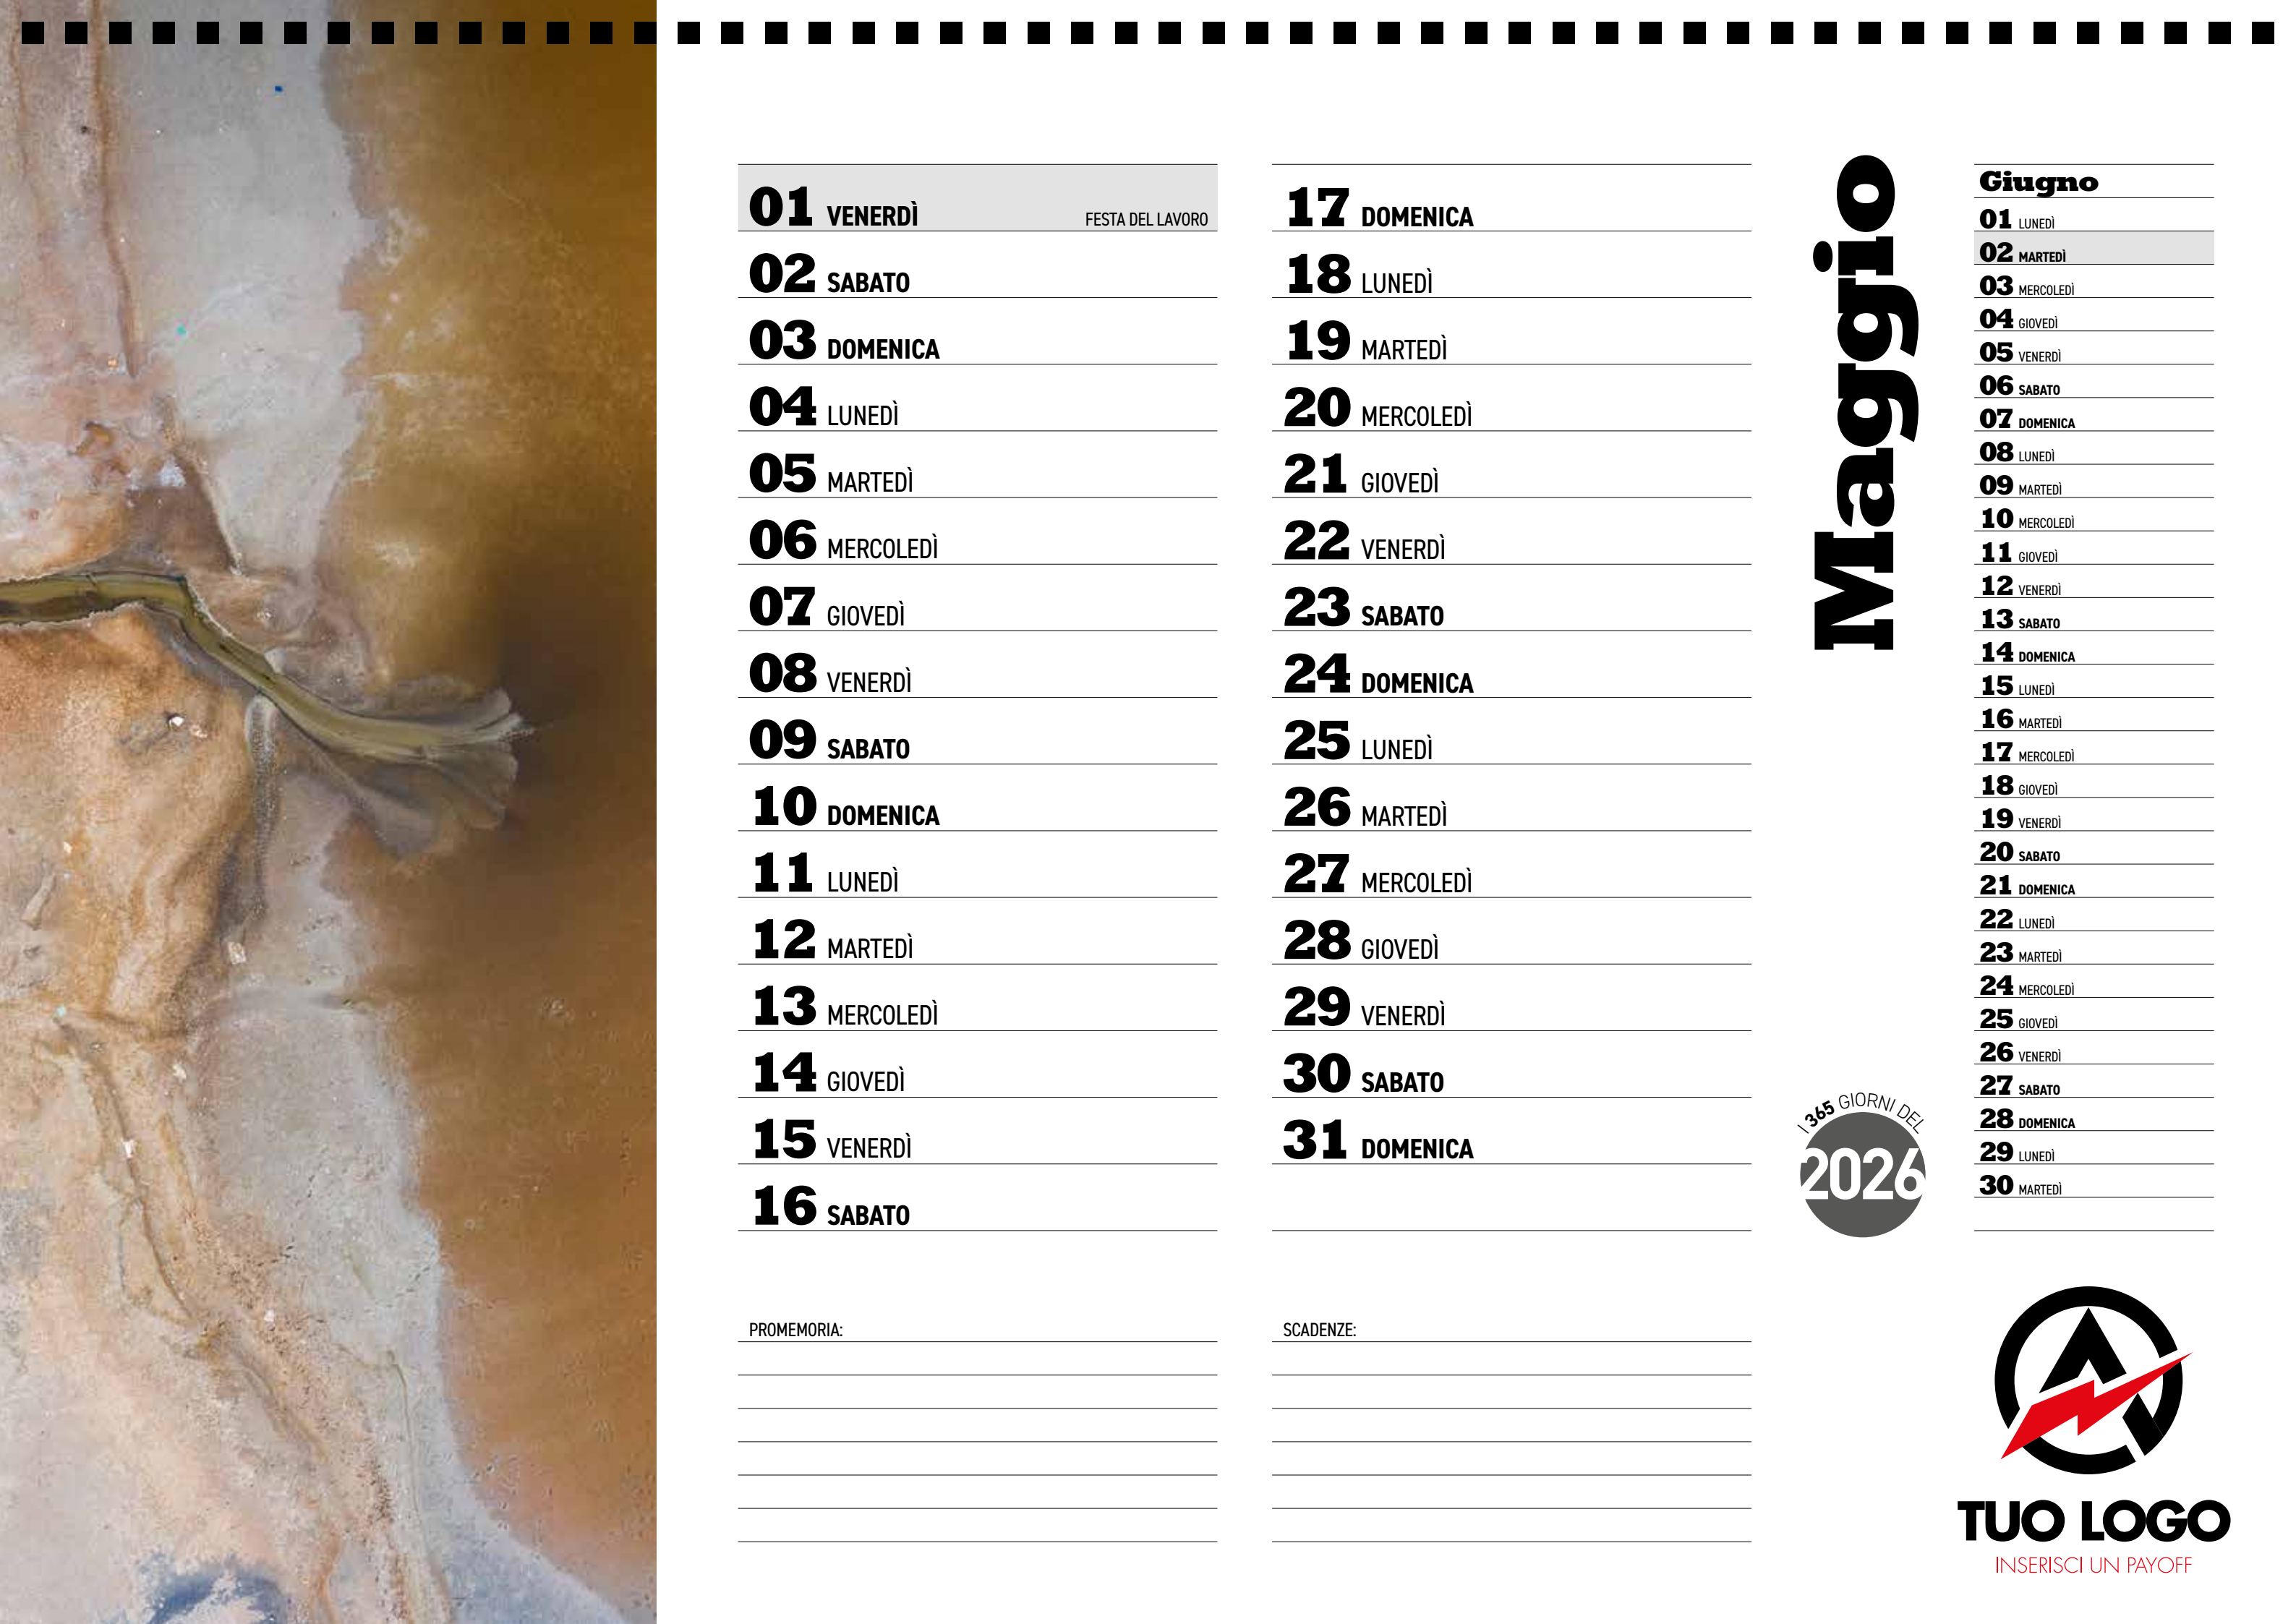 01 VENERDÌ FESTA DEL LAVORO
02 SABATO
03 DOMENICA
04 LUNEDÌ
05 MARTEDÌ
06 MERCOLEDÌ
07 GIOVEDÌ
08 VENERDÌ
09 SABATO
10 DOMENICA
11 LUNEDÌ
12 MARTEDÌ
13 MERCOLEDÌ
14 GIOVEDÌ
15 VENERDÌ
16 SABATO
PROMEMORIA:
17 DOMENICA
18 LUNEDÌ
19 MARTEDÌ
20 MERCOLEDÌ
21 GIOVEDÌ
22 VENERDÌ
23 SABATO
24 DOMENICA
25 LUNEDÌ
26 MARTEDÌ
27 MERCOLEDÌ
28 GIOVEDÌ
29 VENERDÌ
30 SABATO
31 DOMENICA
SCADENZE:
Maggio
I 365 GIORNI DEL
2026
Giugno
01 LUNEDÌ
02 MARTEDÌ
03 MERCOLEDÌ
04 GIOVEDÌ
05 VENERDÌ
06 SABATO
07 DOMENICA
08 LUNEDÌ
09 MARTEDÌ
10 MERCOLEDÌ
11 GIOVEDÌ
12 VENERDÌ
13 SABATO
14 DOMENICA
15 LUNEDÌ
16 MARTEDÌ
17 MERCOLEDÌ
18 GIOVEDÌ
19 VENERDÌ
20 SABATO
21 DOMENICA
22 LUNEDÌ
23 MARTEDÌ
24 MERCOLEDÌ
25 GIOVEDÌ
26 VENERDÌ
27 SABATO
28 DOMENICA
29 LUNEDÌ
30 MARTEDÌ
TUO LOGO
INSERISCI UN PAYOFF